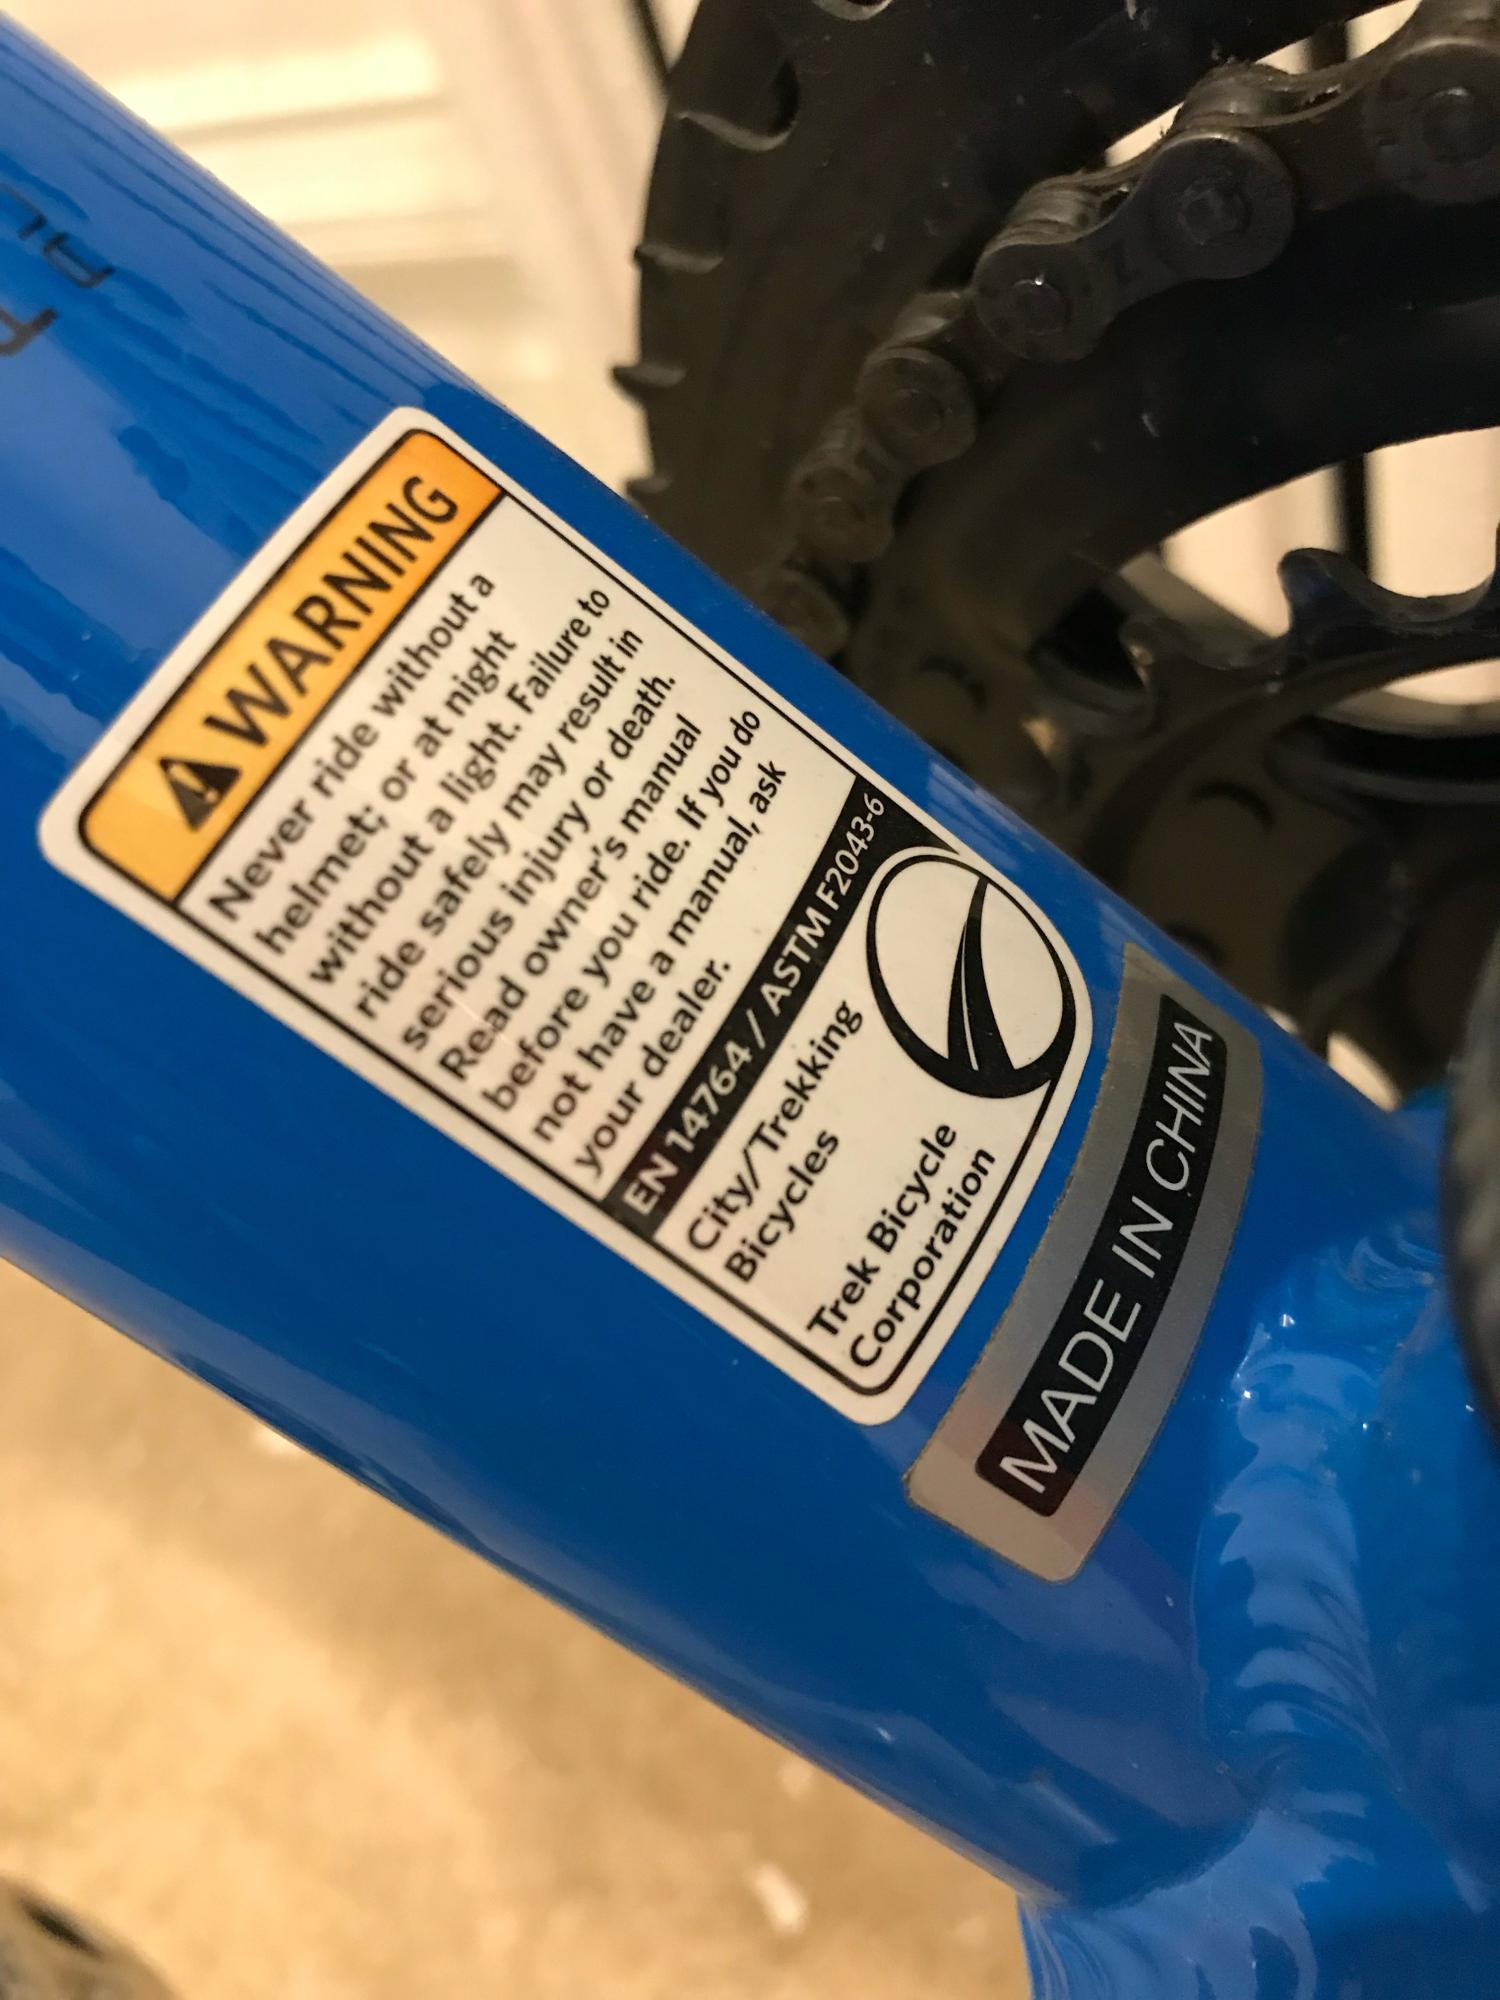 WARNING
Never ride without a
helmet; or at night
without a light. Failure to
ride safely may result in
serious injury or death.
Read owner's manual
before you ride. If you do
not have a manual, ask
your dealer.
EN 14764 / ASTM F2043-6
City/Trekking
Bicycles
Trek Bicycle
Corporation
MADE IN CHINA